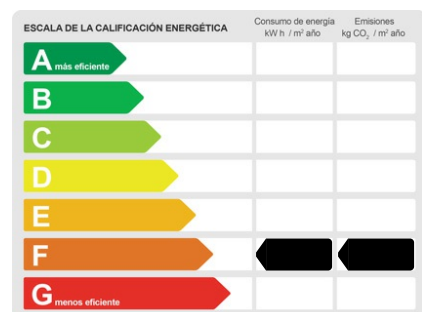 ESCALA DE LA CALIFICACIÓN ENERGÉTICA
Consumo de energía
kW h / m² año
Emisiones
kg CO₂ / m² año
A más eficiente
B
C
D
E
F
G menos eficiente